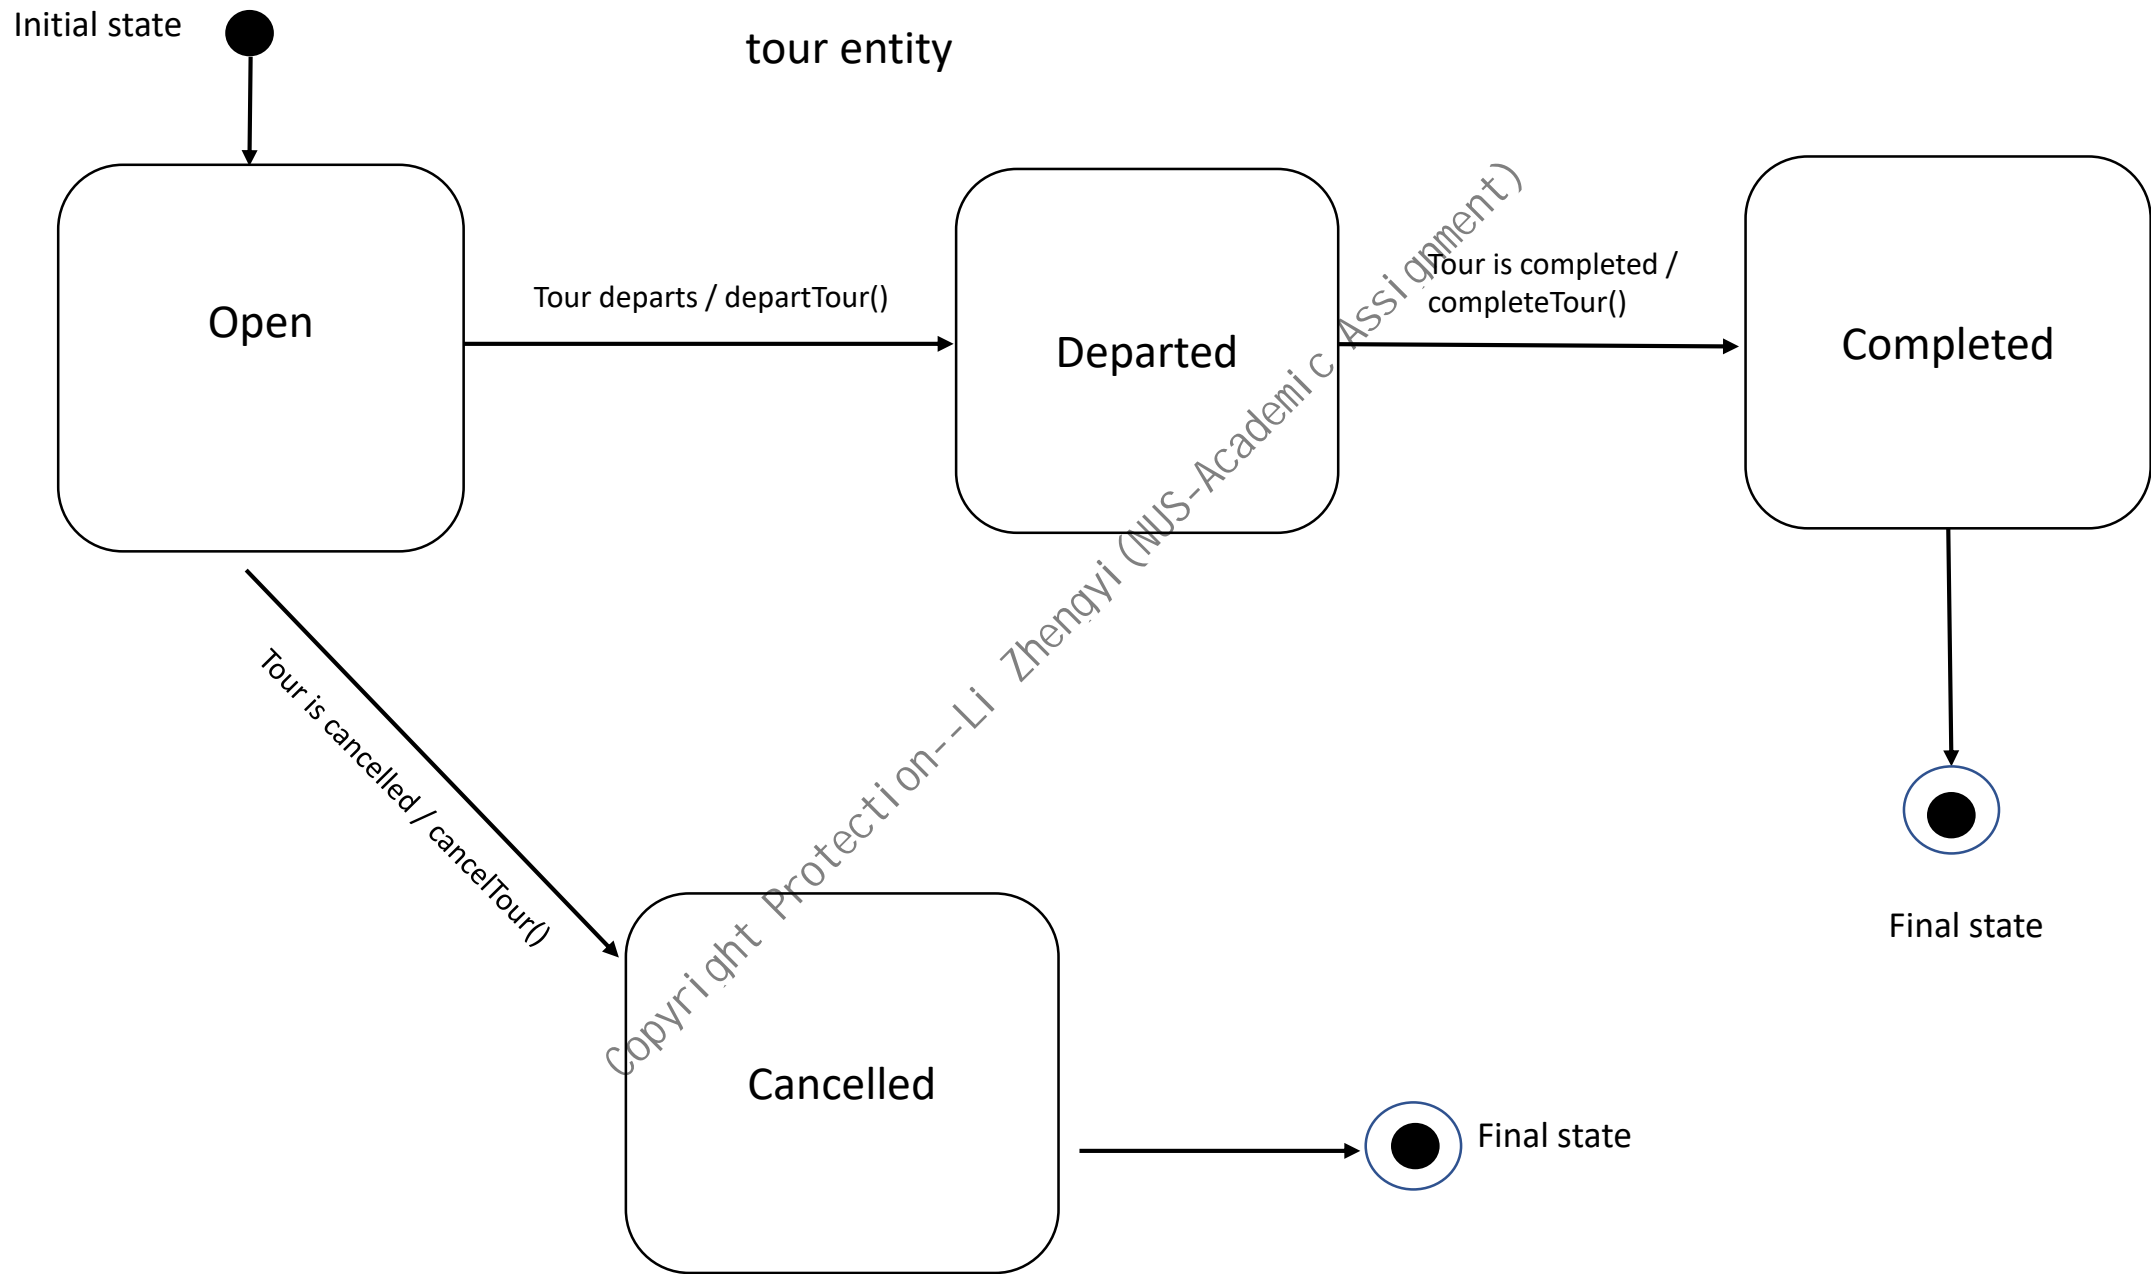 Initial state
tour entity
Open
Tour departs / departTour()
Departed
Tour is completed /
completeTour()
Completed
Tour is cancelled / cancelTour()
Cancelled
Final state
Final state
Copyright Protection--Li Zhengyi(NUS-Academic Assignment)